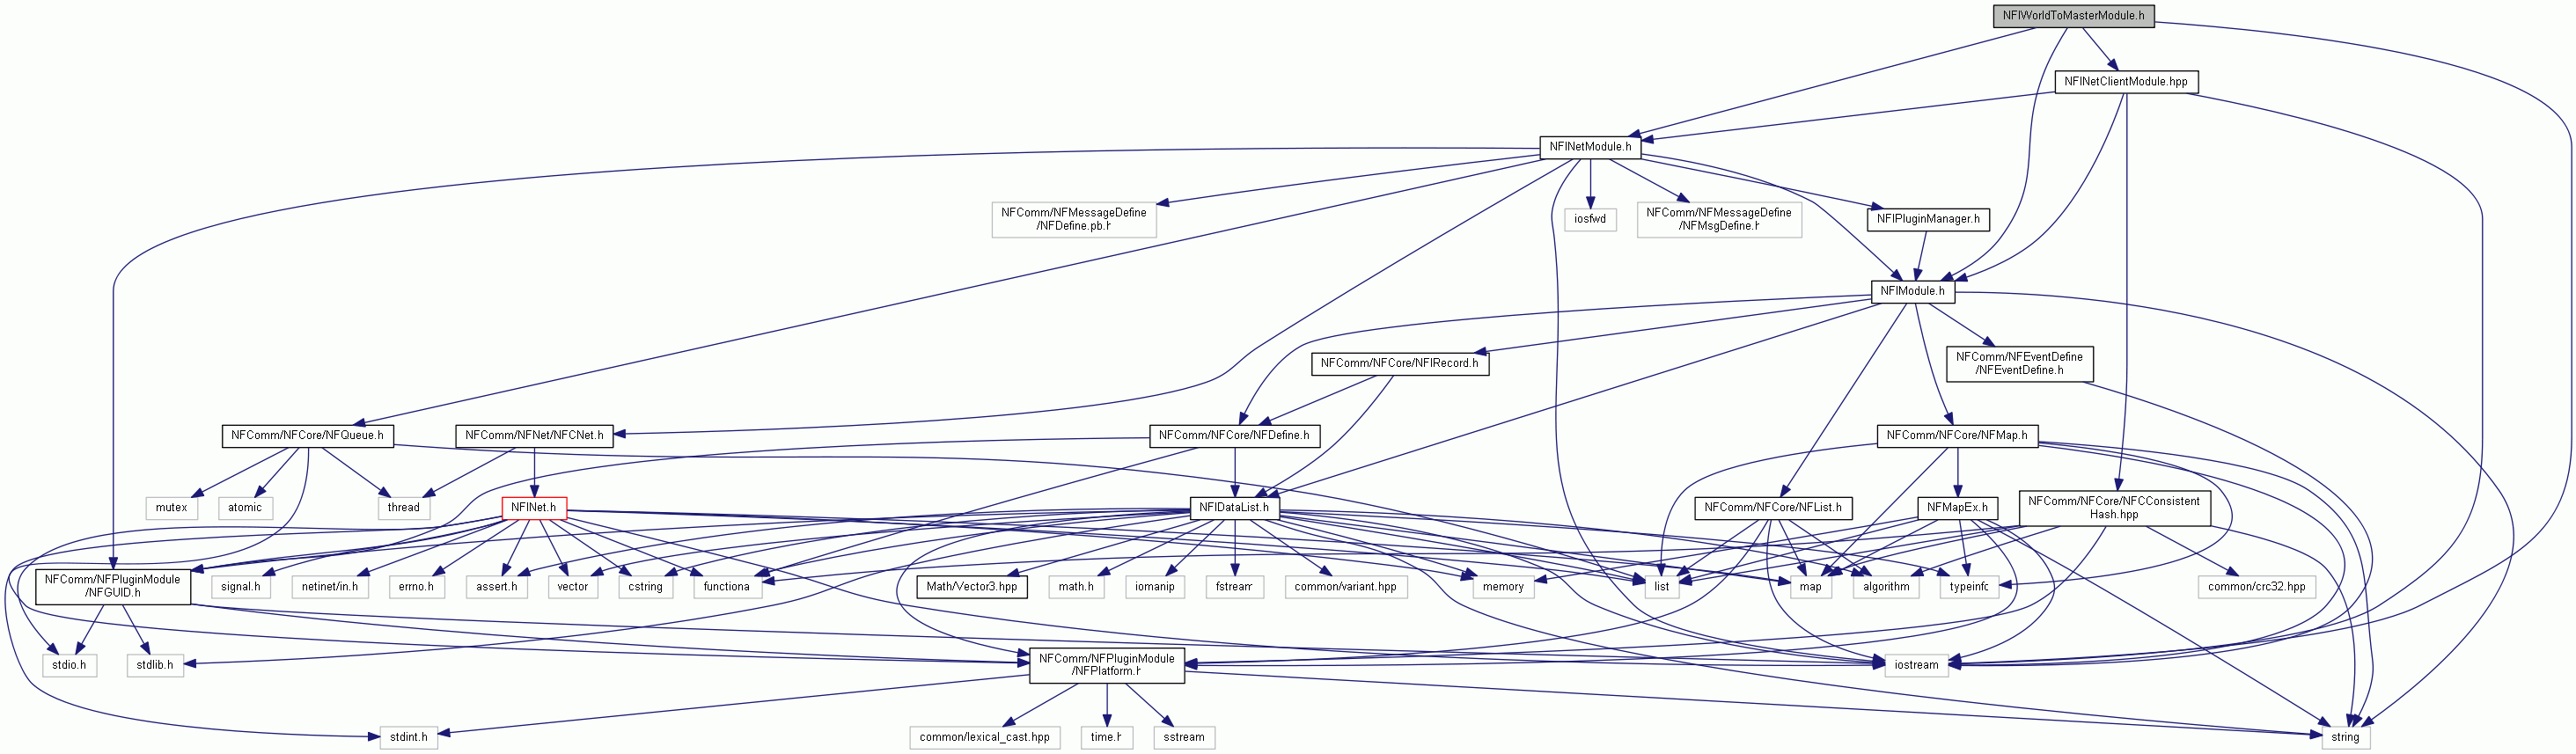 NFIWorldToMasterModule.h
NFINetClientModule.hpp
NFINetModule.h
NFComm/NFMessageDefine
/NFDefine.pb.h
iosfwd
NFComm/NFMessageDefine
/NFMsgDefine.h
NFIPluginManager.h
NFIModule.h
NFComm/NFCore/NFIRecord.h
NFComm/NFEventDefine
/NFEventDefine.h
NFComm/NFCore/NFQueue.h
NFComm/NFNet/NFCNet.h
NFComm/NFCore/NFDefine.h
NFComm/NFCore/NFMap.h
mutex
atomic
thread
NFINet.h
NFIDataList.h
NFComm/NFCore/NFList.h
NFMapEx.h
NFComm/NFCore/NFCConsistent
Hash.hpp
NFComm/NFPluginModule
/NFGUID.h
signal.h
netinet/in.h
errno.h
assert.h
vector
cstring
functiona
Math/Vector3.hpp
math.h
iomanip
fstream
common/variant.hpp
memory
list
map
algorithm
typeinfo
common/crc32.hpp
stdio.h
stdlib.h
NFComm/NFPluginModule
/NFPlatform.h
iostream
stdint.h
common/lexical_cast.hpp
time.h
sstream
string